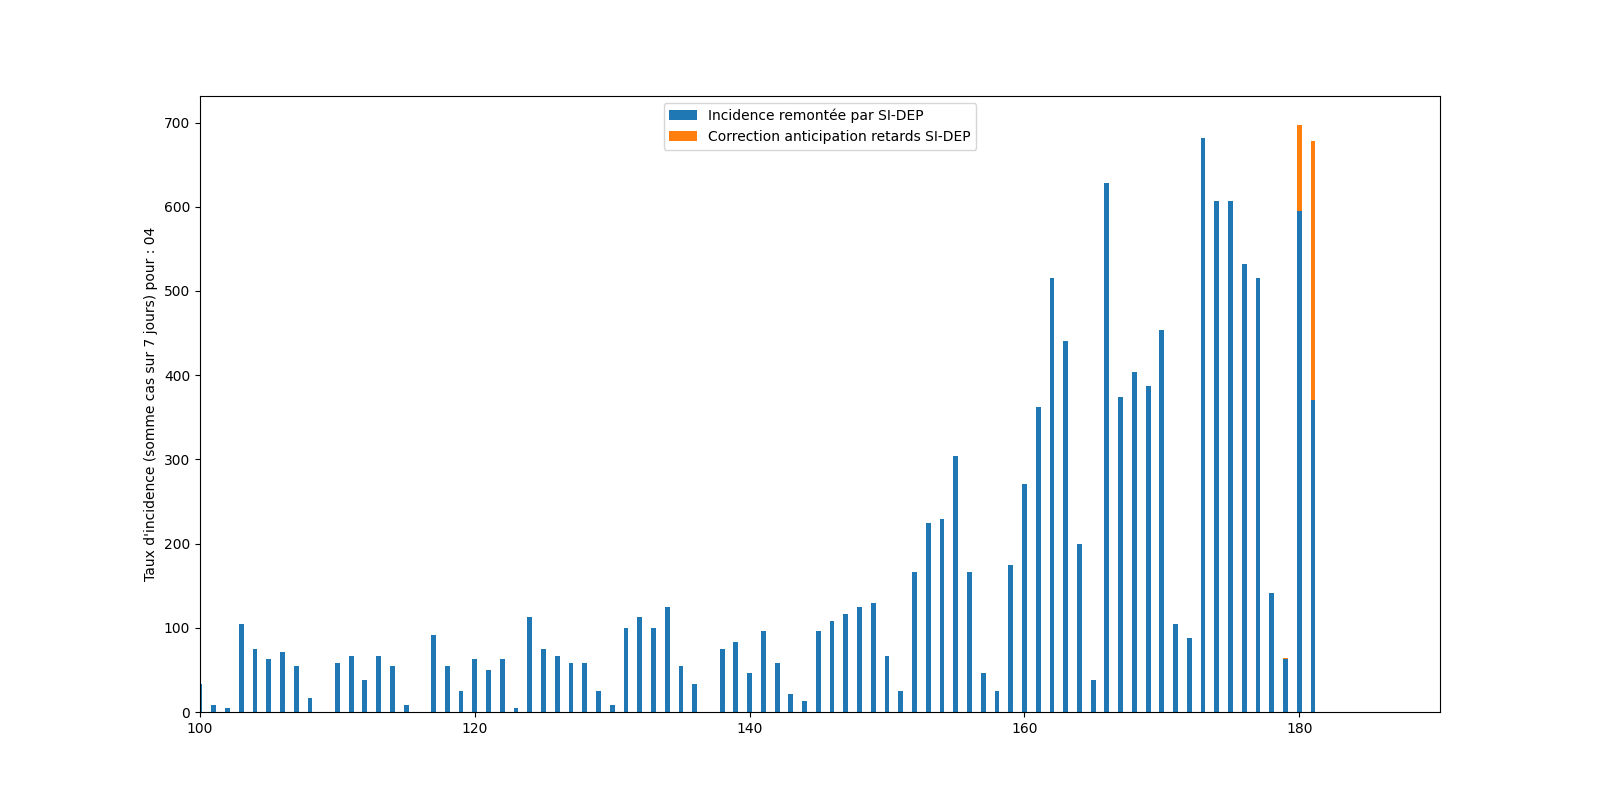 Incidence remontée par SI-DEP
Correction anticipation retards SI-DEP
Taux d'incidence (somme cas sur 7 jours) pour : 04
700
600
500
400
300
200
100
0
100 120 140 160 180